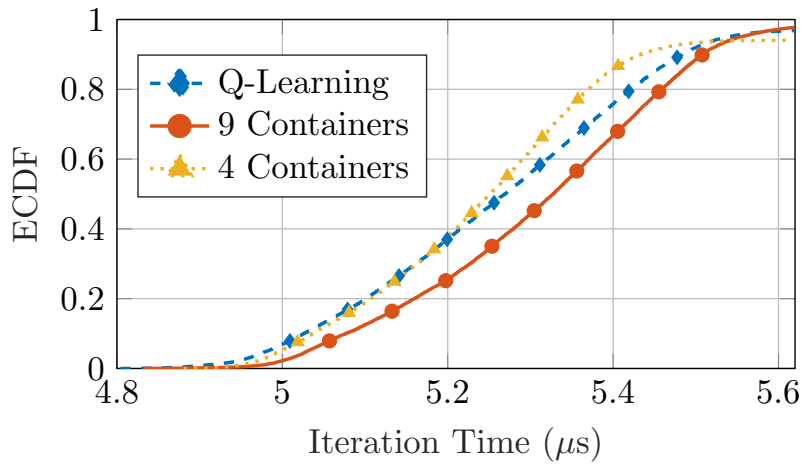 1
0.8
0.6
0.4
0.2
0
ECDF
Q-Learning
9 Containers
4 Containers
4.8 5 5.2 5.4 5.6
Iteration Time (μs)